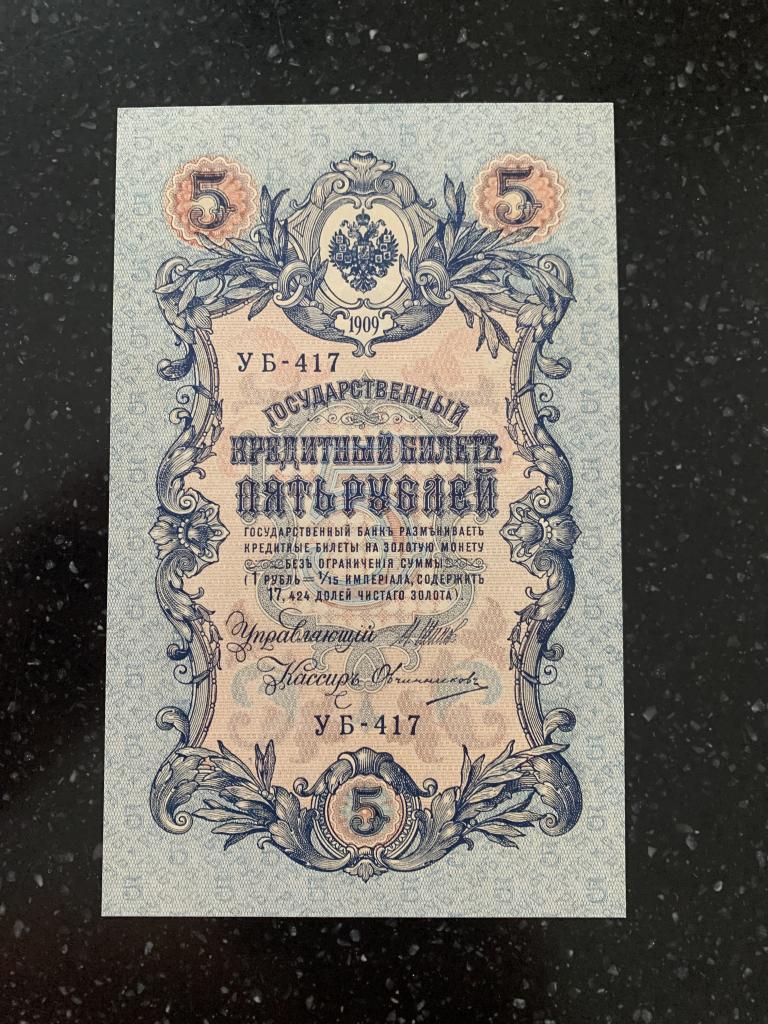 5 5
1909
УБ-417
ГОСУДАРСТВЕННЫЙ
КРЕДИТНЫЙ БИЛЕТЪ
ПЯТЬ РУБЛЕЙ
ГОСУДАРСТВЕННЫЙ БАНКЪ РАЗМѢНИВАЕТЪ
КРЕДИТНЫЕ БИЛЕТЫ НА ЗОЛОТУЮ МОНЕТУ
БЕЗЪ ОГРАНИЧЕНІЯ СУММЫ
(1 РУБЛЬ = 1/15 ИМПЕРІАЛА, СОДЕРЖИТЪ
17,424 ДОЛЕЙ ЧИСТАГО ЗОЛОТА).
Управляющій
Кассиръ Овчинниковъ
УБ-417
5